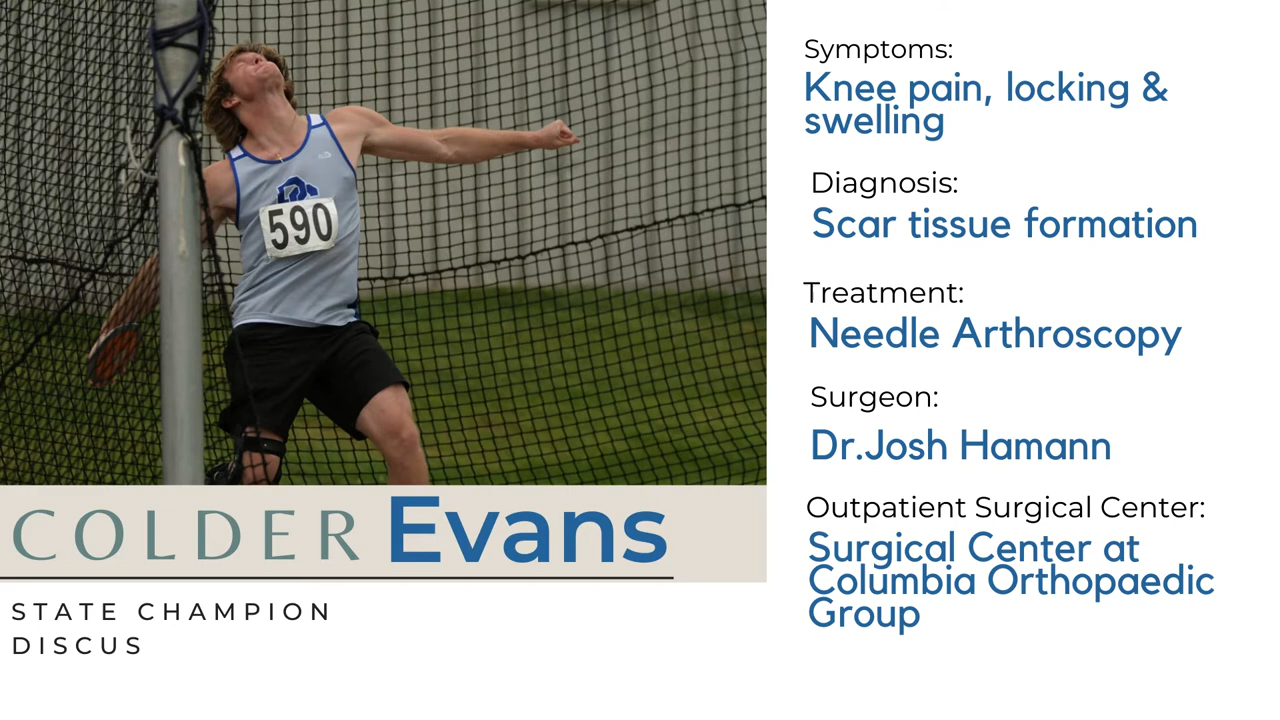 590
COLDER Evans
STATE CHAMPION
DISCUS
Symptoms:
Knee pain, locking &
swelling
Diagnosis:
Scar tissue formation
Treatment:
Needle Arthroscopy
Surgeon:
Dr.Josh Hamann
Outpatient Surgical Center:
Surgical Center at
Columbia Orthopaedic
Group